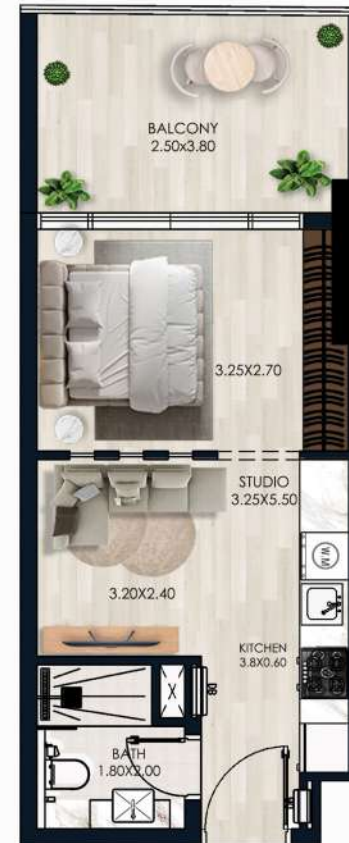 BALCONY
2.50x3.80
3.25X2.70
STUDIO
3.25X5.50
W.M
3.20X2.40
KITCHEN
3.8X0.60
DB
BATH
1.80X2.00